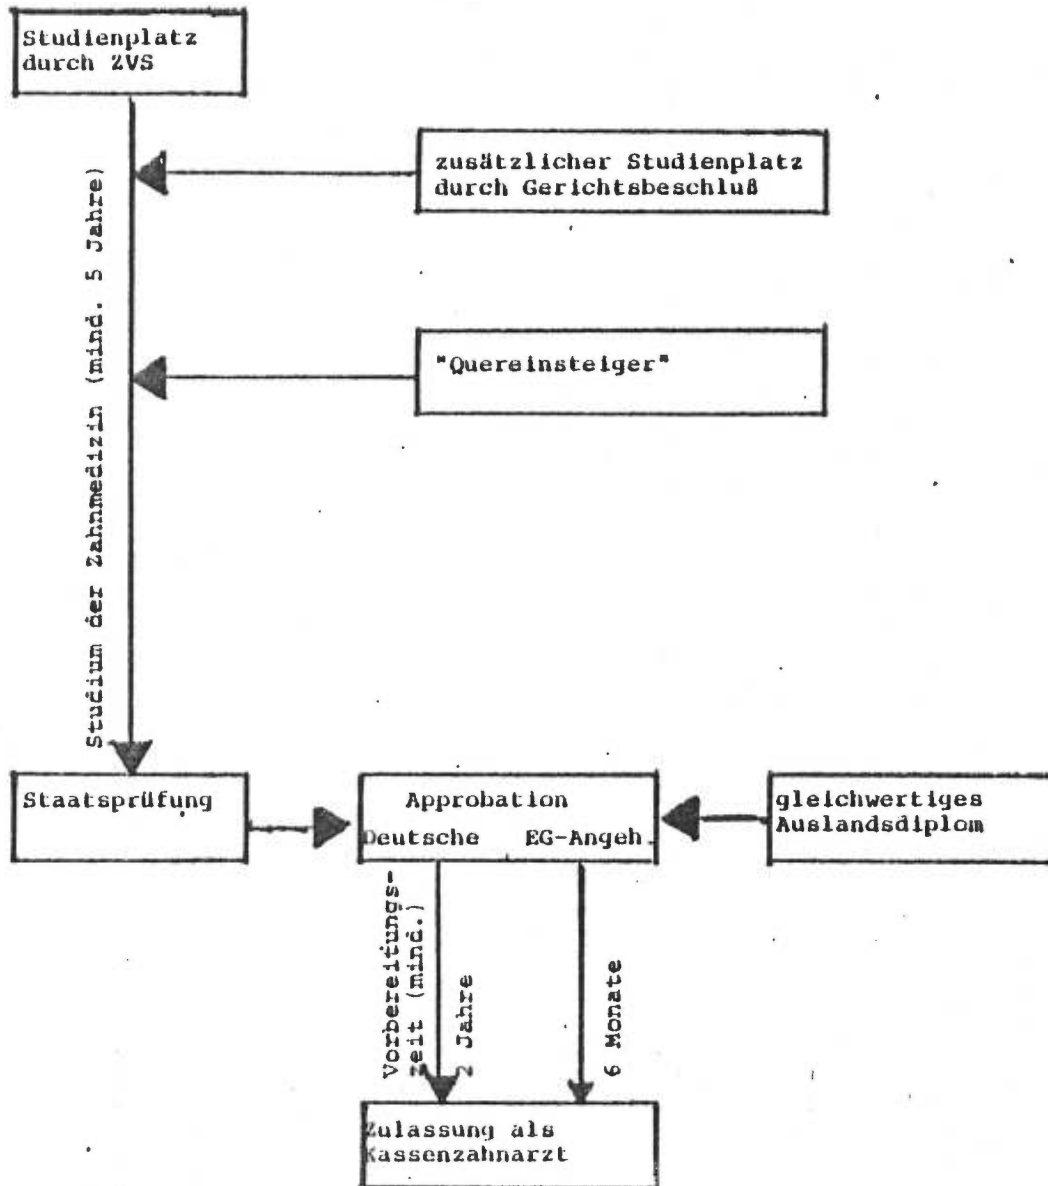 Studienplatz
durch ZVS
zusätzlicher Studienplatz
durch Gerichtsbeschluß
"Quereinsteiger"
Studium der Zahnmedizin (mind. 5 Jahre)
Staatsprüfung
Approbation
Deutsche EG-Angeh.
gleichwertiges
Auslandsdiplom
Vorbereitungs-
zeit (mind.)
2 Jahre
6 Monate
Zulassung als
Kassenzahnarzt